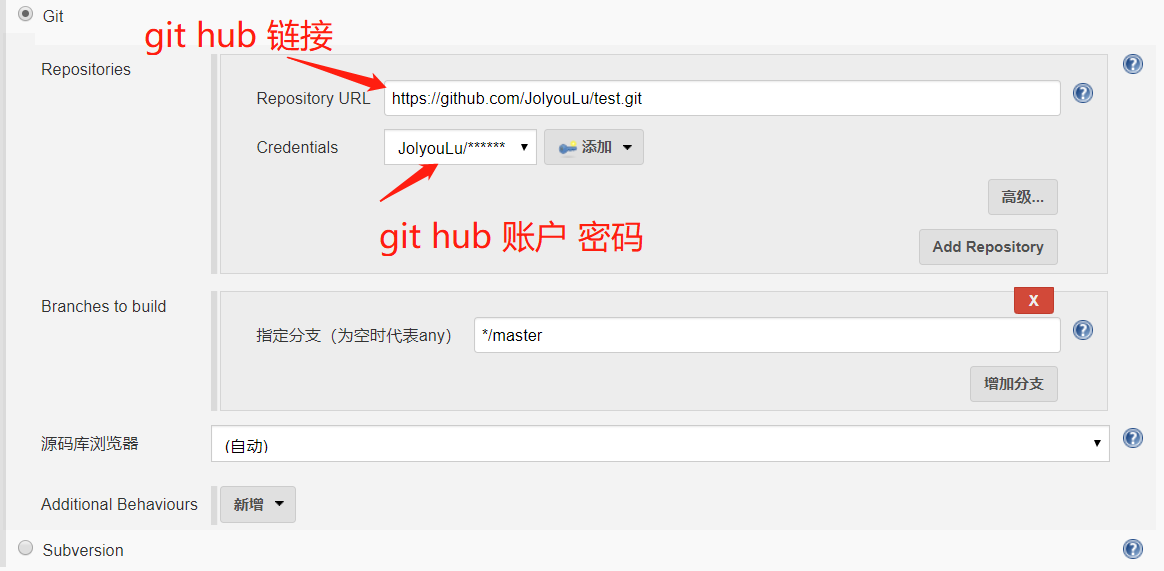 Git
git hub 链接
Repositories
Repository URL https://github.com/JolyouLu/test.git
Credentials JolyouLu/****** 添加
git hub 账户 密码
高级...
Add Repository
Branches to build
X
指定分支（为空时代表any） */master
增加分支
源码库浏览器 (自动)
Additional Behaviours 新增
Subversion